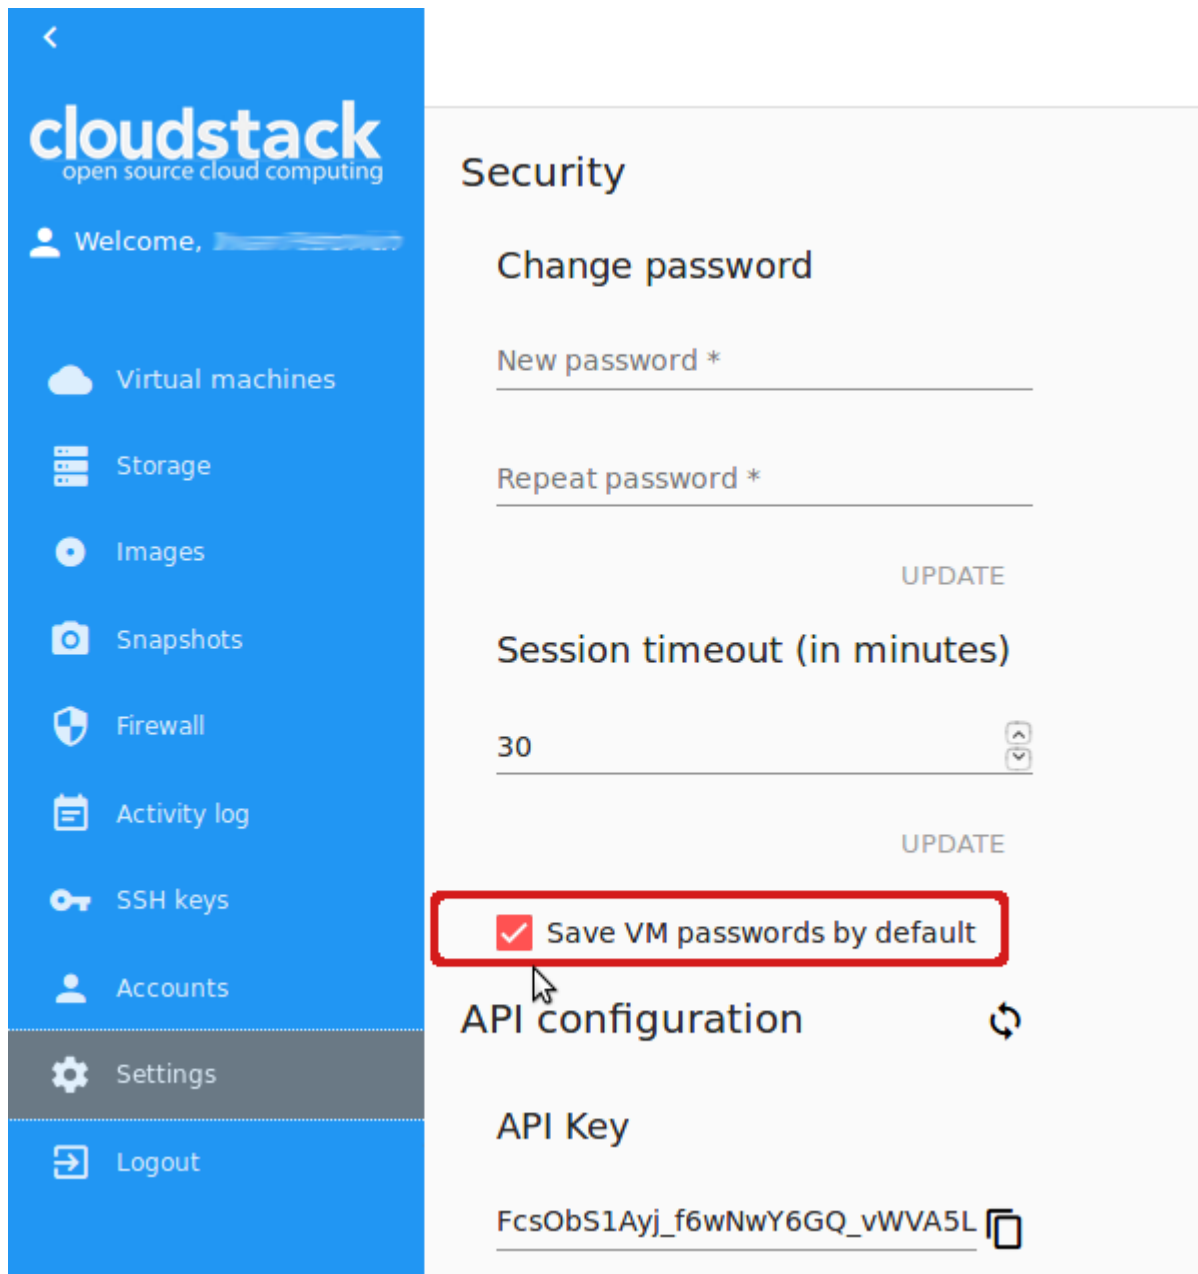 cloudstack
open source cloud computing
Welcome,
Virtual machines
Storage
Images
Snapshots
Firewall
Activity log
SSH keys
Accounts
Settings
Logout
Security
Change password
New password *
Repeat password *
UPDATE
Session timeout (in minutes)
30
UPDATE
Save VM passwords by default
API configuration
API Key
FcsObS1Ayj_f6wNwY6GQ_vWVA5L